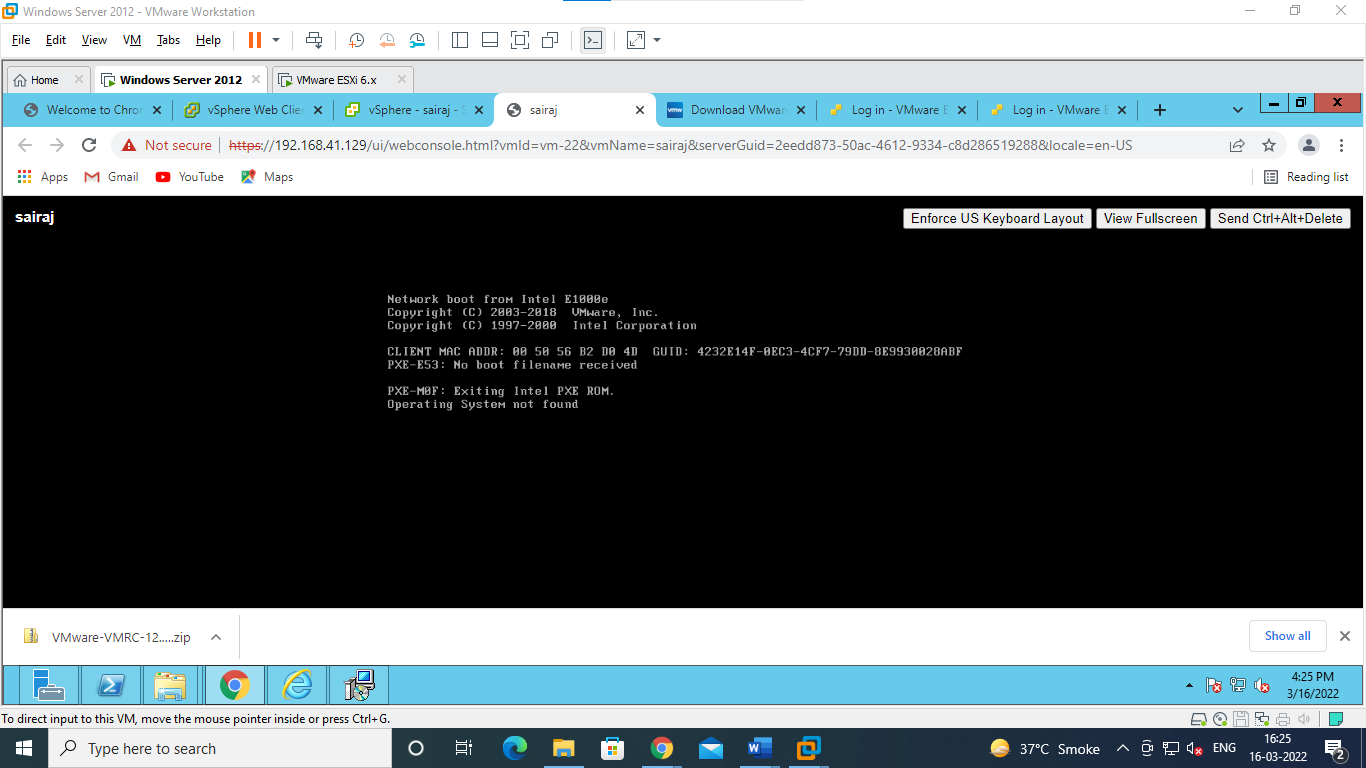 Windows Server 2012 - VMware Workstation
File Edit View VM Tabs Help
Home Windows Server 2012 VMware ESXi 6.x
Welcome to Chror vSphere Web Clie vSphere - sairaj - S sairaj Download VMwar Log in - VMware E Log in - VMware E
Not secure https://192.168.41.129/ui/webconsole.html?vmId=vm-22&vmName=sairaj&serverGuid=2eedd873-50ac-4612-9334-c8d286519288&locale=en-US
Apps Gmail YouTube Maps Reading list
sairaj Enforce US Keyboard Layout View Fullscreen Send Ctrl+Alt+Delete
Network boot from Intel E1000e
Copyright (C) 2003-2018 VMware, Inc.
Copyright (C) 1997-2000 Intel Corporation
CLIENT MAC ADDR: 00 50 56 B2 D0 4D GUID: 4232E14F-0EC3-4CF7-79DD-8E9930028ABF
PXE-E53: No boot filename received
PXE-M0F: Exiting Intel PXE ROM.
Operating System not found
VMware-VMRC-12.....zip Show all
4:25 PM
3/16/2022
To direct input to this VM, move the mouse pointer inside or press Ctrl+G.
Type here to search 37°C Smoke ENG 16:25
16-03-2022 2